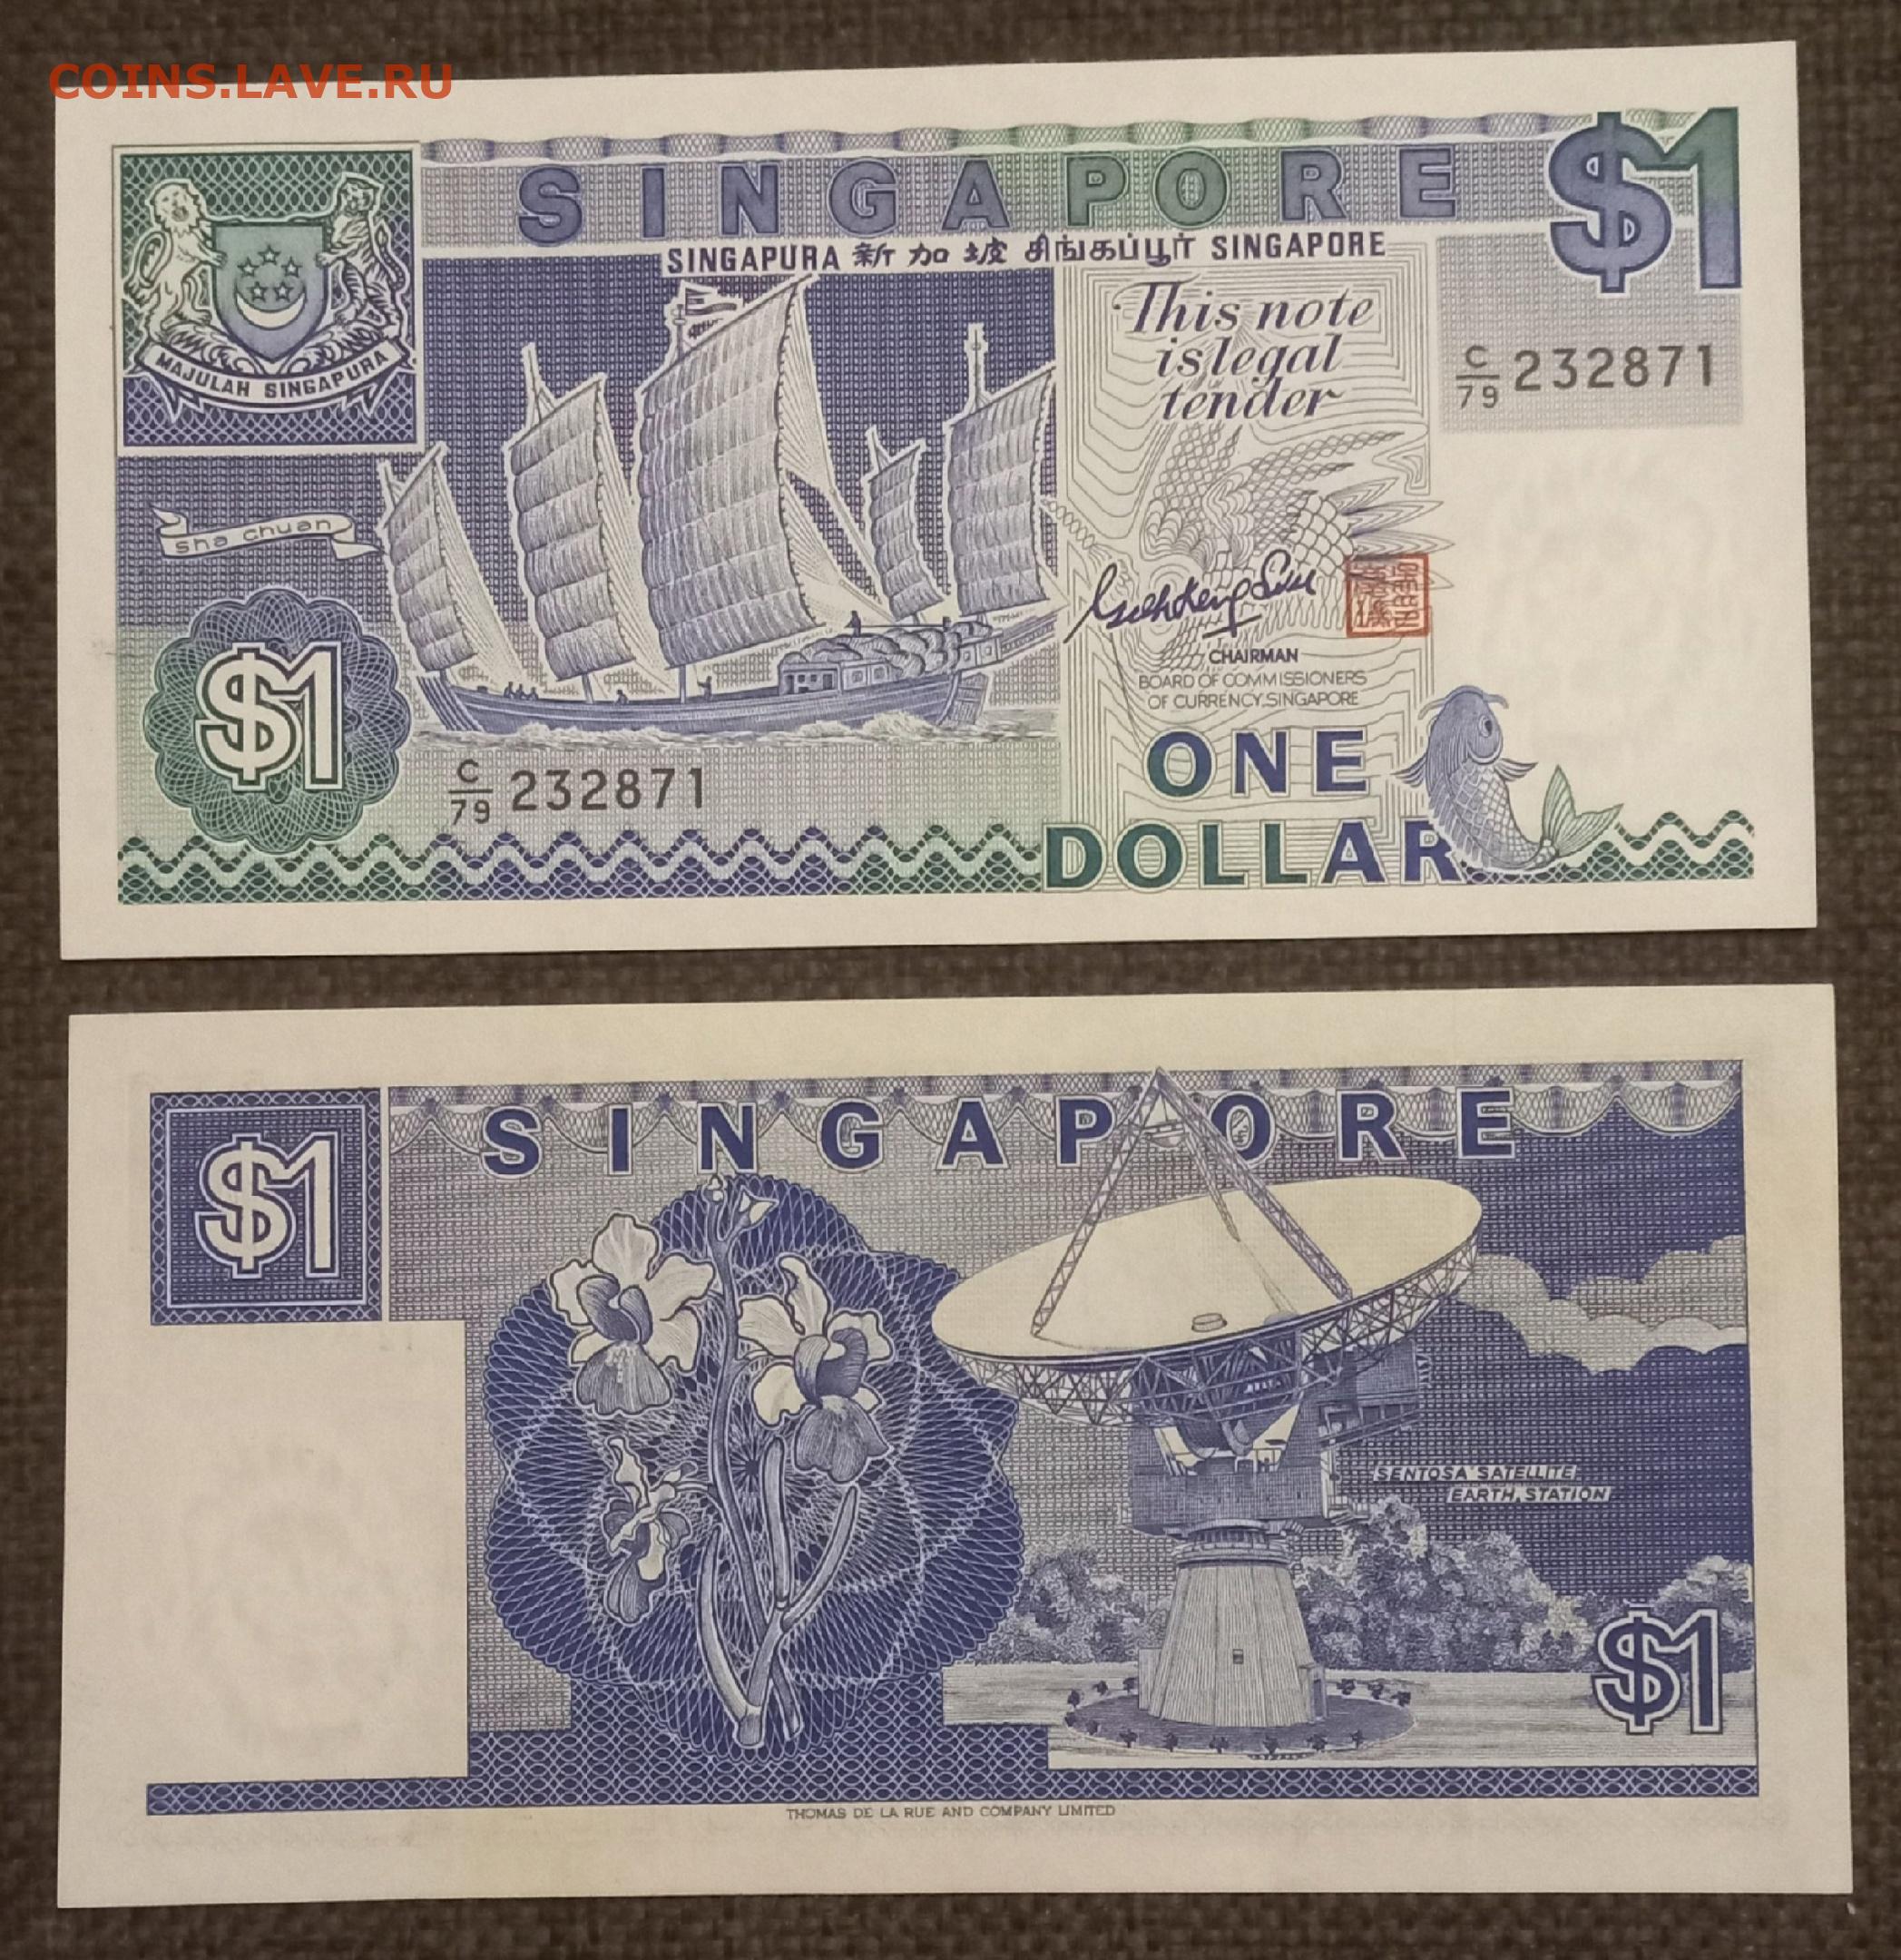 COINS.LAVE.RU
SINGAPORE
$1
SINGAPURA 新加坡 சிங்கப்பூர் SINGAPORE
MAJULAH SINGAPURA
This note
is legal
tender
C/79 232871
Sha Chuan
CHAIRMAN
BOARD OF COMMISSIONERS
OF CURRENCY, SINGAPORE
$1
C/79 232871
ONE
DOLLAR
$1
SINGAPORE
SENTOSA SATELLITE
EARTH STATION
$1
THOMAS DE LA RUE AND COMPANY LIMITED